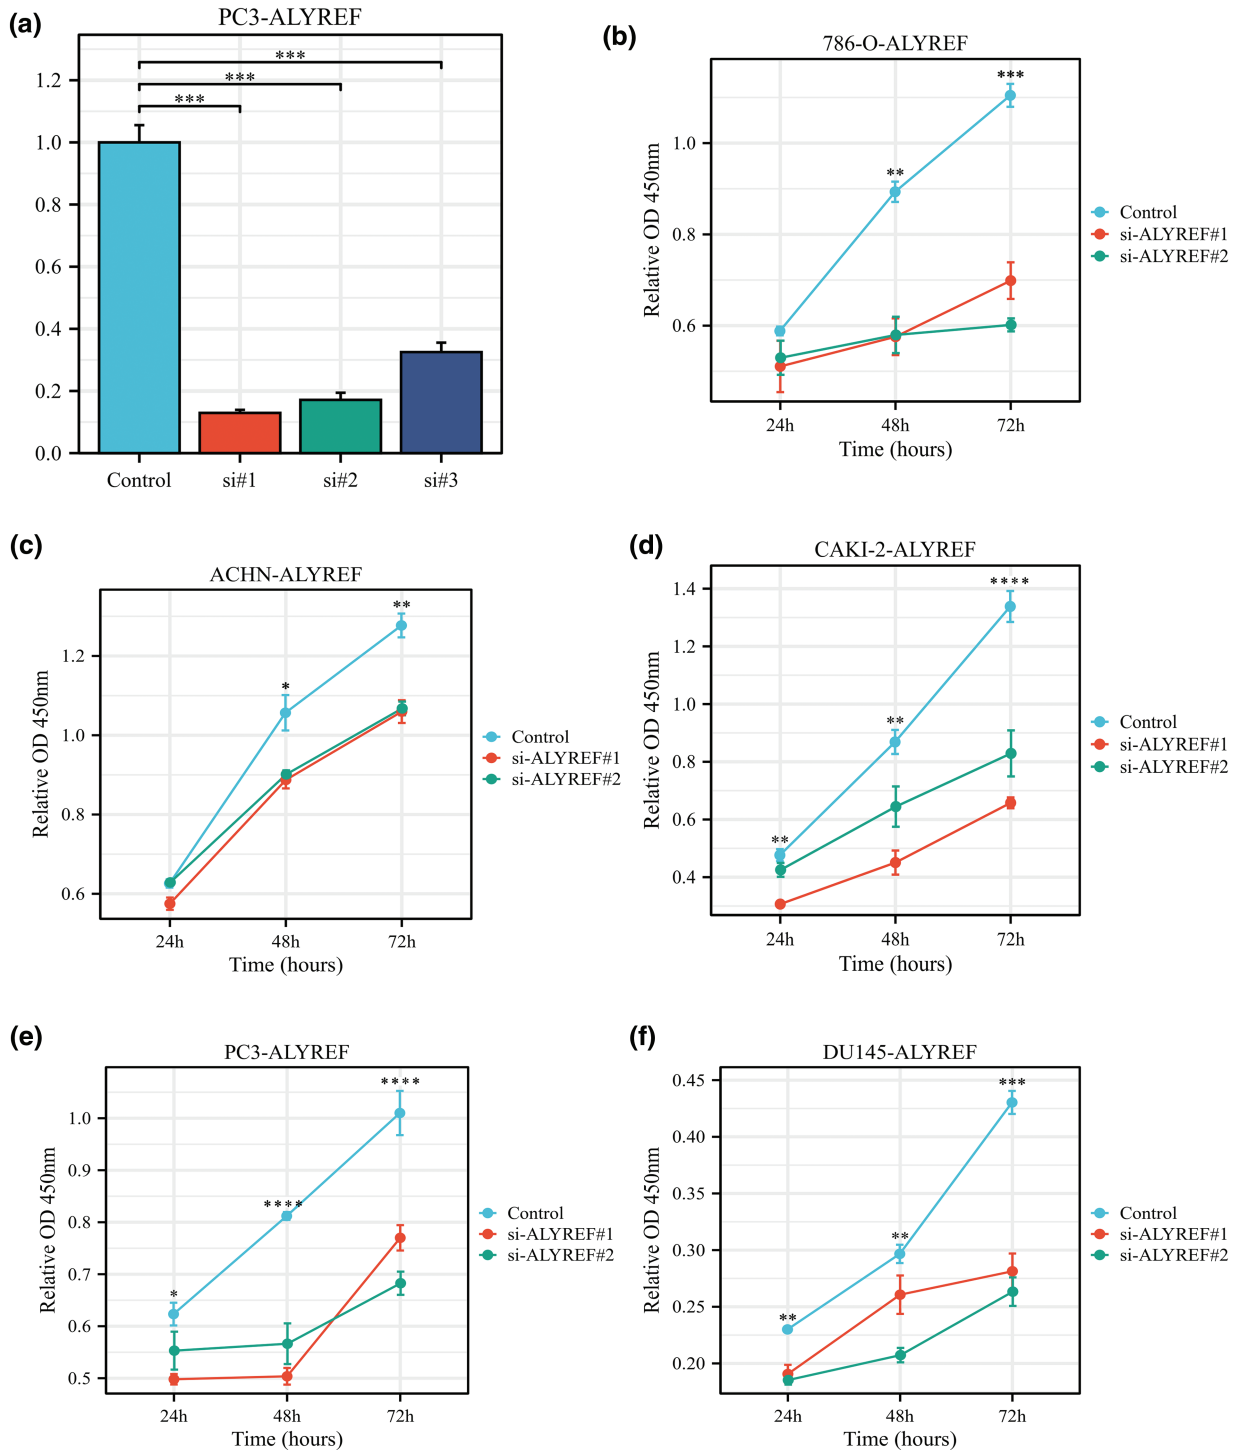 (a)
PC3-ALYREF
***
***
***
1.2
1.0
0.8
0.6
0.4
0.2
0.0
Control
si#1
si#2
si#3
(b)
786-O-ALYREF
Relative OD 450nm
1.0
0.8
0.6
**
***
24h
48h
72h
Time (hours)
Control
si-ALYREF#1
si-ALYREF#2
(c)
ACHN-ALYREF
Relative OD 450nm
1.2
1.0
0.8
0.6
*
**
24h
48h
72h
Time (hours)
Control
si-ALYREF#1
si-ALYREF#2
(d)
CAKI-2-ALYREF
Relative OD 450nm
1.4
1.2
1.0
0.8
0.6
0.4
**
**
****
24h
48h
72h
Time (hours)
Control
si-ALYREF#1
si-ALYREF#2
(e)
PC3-ALYREF
Relative OD 450nm
1.0
0.9
0.8
0.7
0.6
0.5
*
****
****
24h
48h
72h
Time (hours)
Control
si-ALYREF#1
si-ALYREF#2
(f)
DU145-ALYREF
Relative OD 450nm
0.45
0.40
0.35
0.30
0.25
0.20
**
**
***
24h
48h
72h
Time (hours)
Control
si-ALYREF#1
si-ALYREF#2